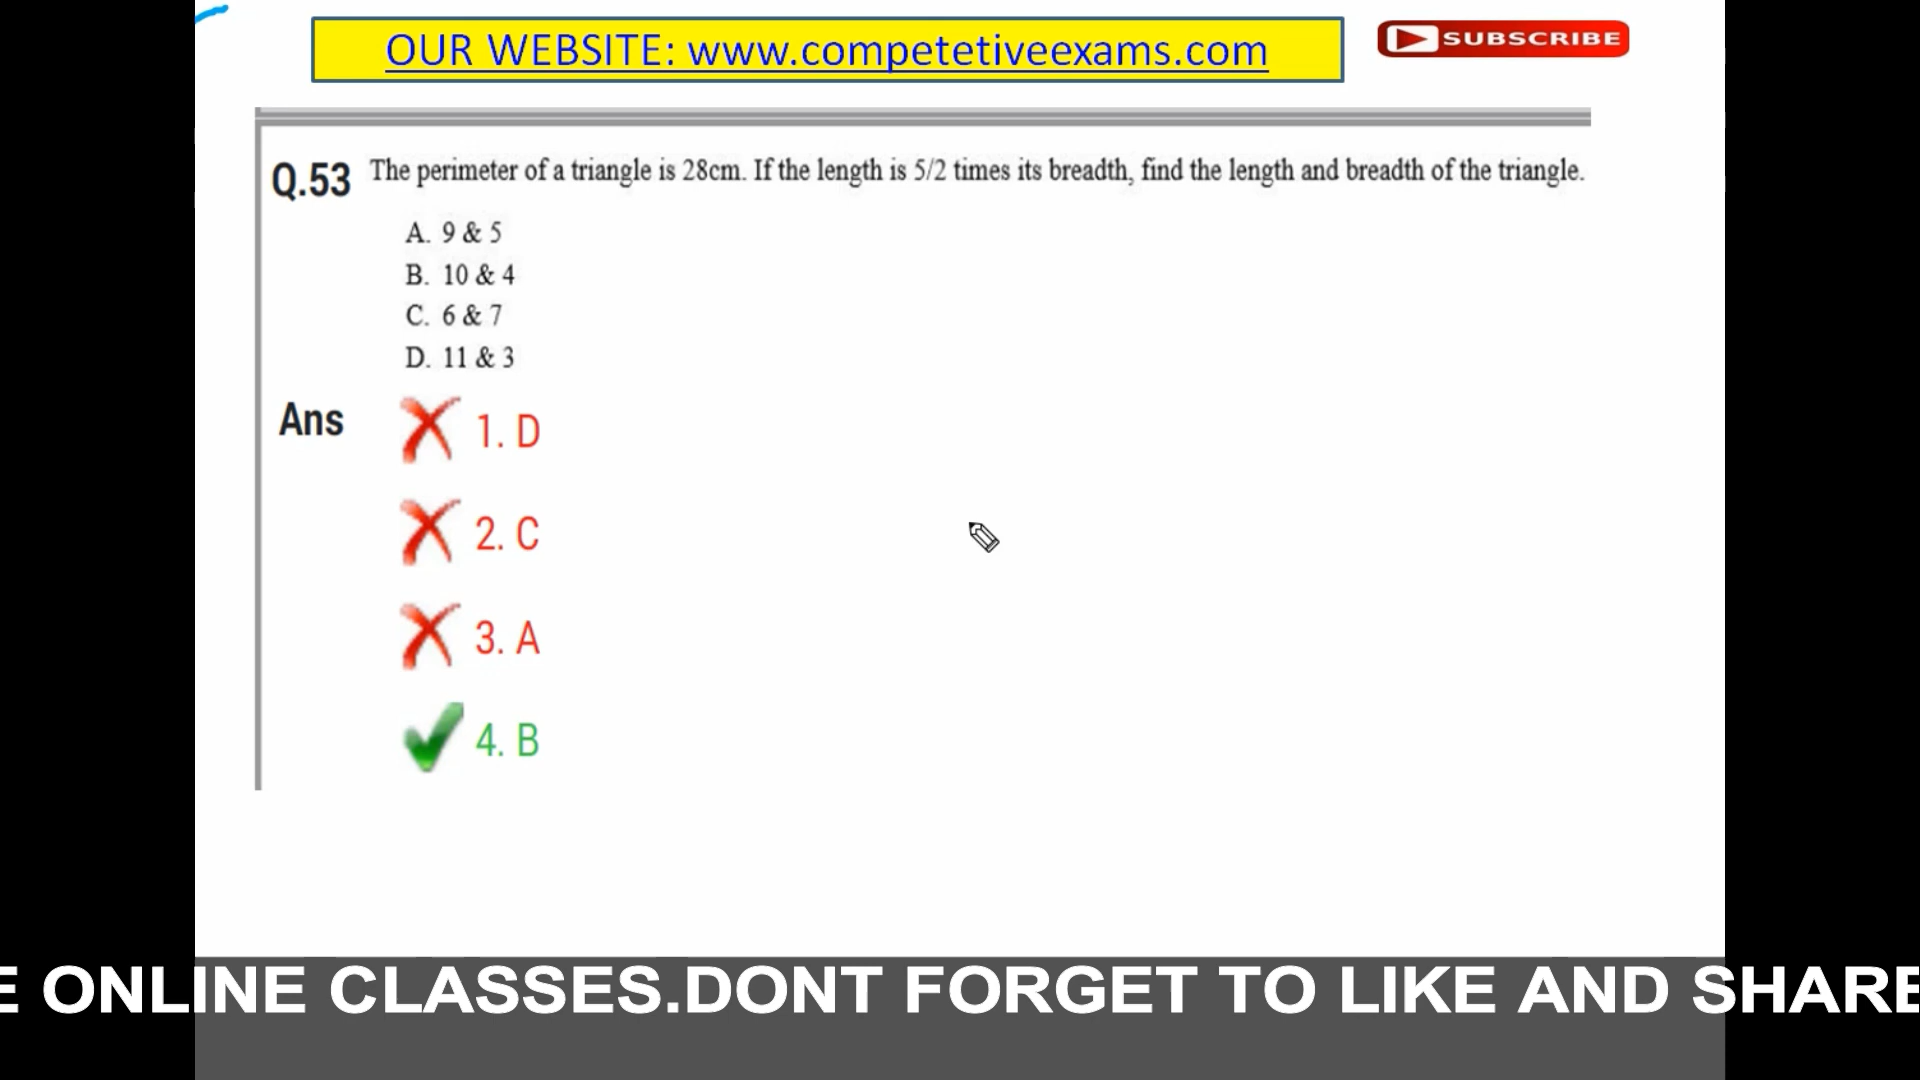 OUR WEBSITE: www.competetiveexams.com
SUBSCRIBE
Q.53 The perimeter of a triangle is 28cm. If the length is 5/2 times its breadth, find the length and breadth of the triangle.
A. 9 & 5
B. 10 & 4
C. 6 & 7
D. 11 & 3
Ans
1. D
2. C
3. A
4. B
E ONLINE CLASSES.DONT FORGET TO LIKE AND SHARE